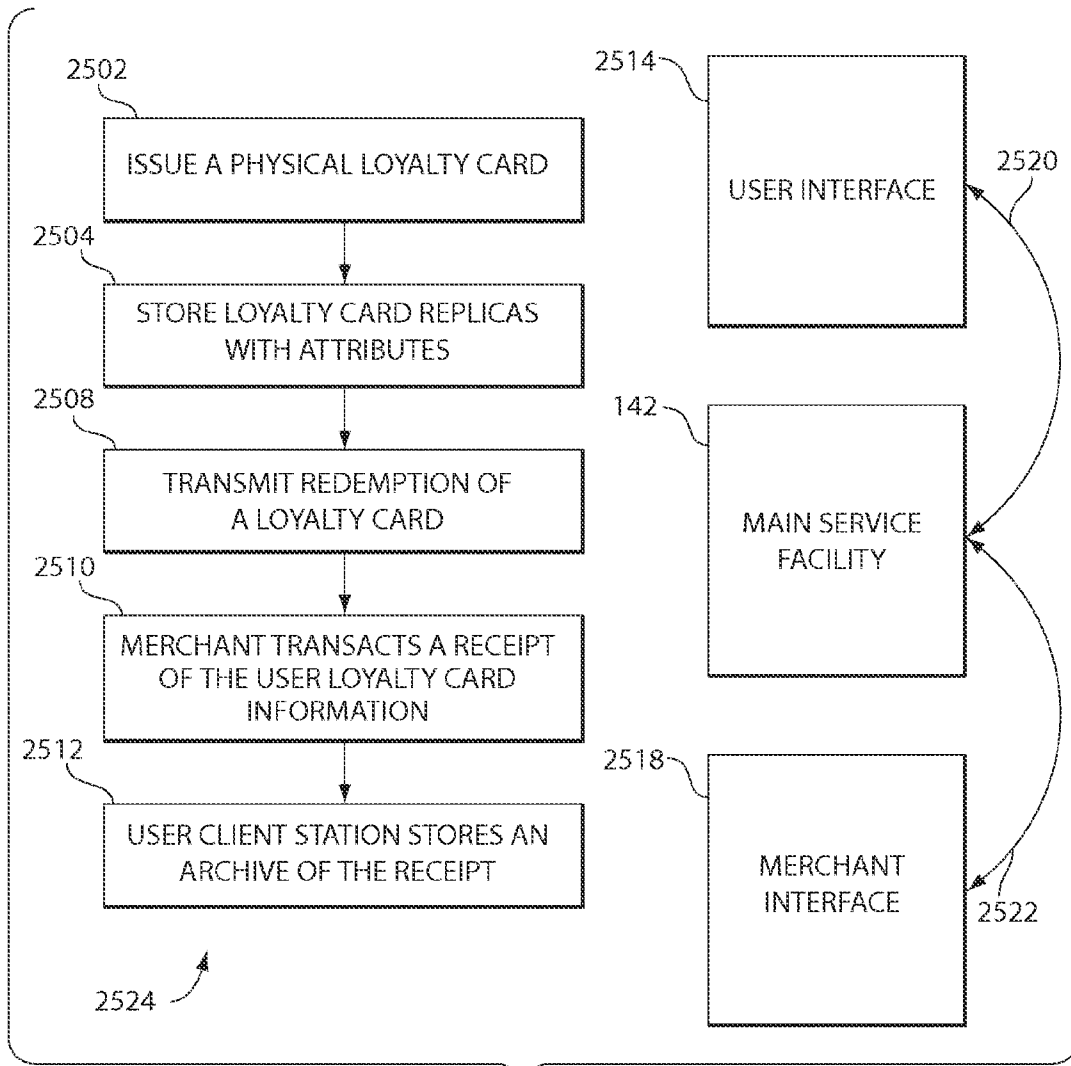 2502
ISSUE A PHYSICAL LOYALTY CARD
2504
STORE LOYALTY CARD REPLICAS
WITH ATTRIBUTES
2508
TRANSMIT REDEMPTION OF
A LOYALTY CARD
2510
MERCHANT TRANSACTS A RECEIPT
OF THE USER LOYALTY CARD
INFORMATION
2512
USER CLIENT STATION STORES AN
ARCHIVE OF THE RECEIPT
2524
2514
USER INTERFACE
2520
142
MAIN SERVICE
FACILITY
2518
MERCHANT
INTERFACE
2522